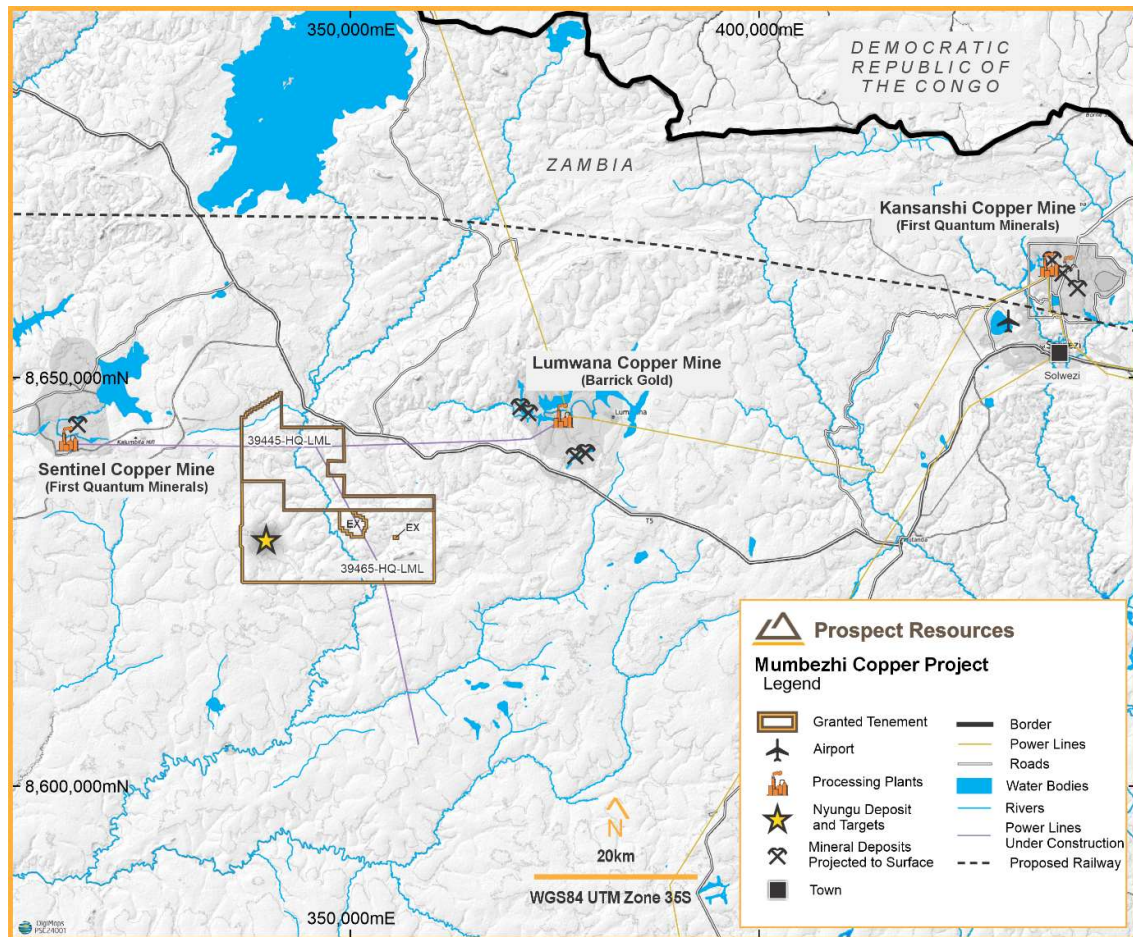 350,000mE
400,000mE
DEMOCRATIC
REPUBLIC OF
THE CONGO
ZAMBIA
Kansanshi Copper Mine
(First Quantum Minerals)
8,650,000mN
Lumwana Copper Mine
(Barrick Gold)
Solwezi
Kalumbila Hill
39445-HQ-LML
Sentinel Copper Mine
(First Quantum Minerals)
EX
EX
T5
39465-HQ-LML
8,600,000mN
N
20km
WGS84 UTM Zone 35S
350,000mE
Prospect Resources
Mumbezhi Copper Project
Legend
Granted Tenement
Airport
Processing Plants
Nyungu Deposit
and Targets
Mineral Deposits
Projected to Surface
Town
Border
Power Lines
Roads
Water Bodies
Rivers
Power Lines
Under Construction
Proposed Railway
DigiMaps
PSC24001